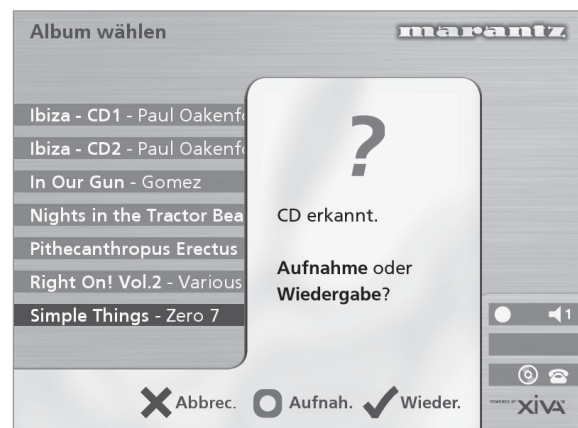 Album wählen
marantz
Ibiza - CD1 - Paul Oakenf
Ibiza - CD2 - Paul Oakenf
In Our Gun - Gomez
Nights in the Tractor Bea
Pithecanthropus Erectus
Right On! Vol.2 - Various
Simple Things - Zero 7
?
CD erkannt.
Aufnahme oder
Wiedergabe?
1
Abbrec. Aufnah. Wieder.
POWERED BY XiVA